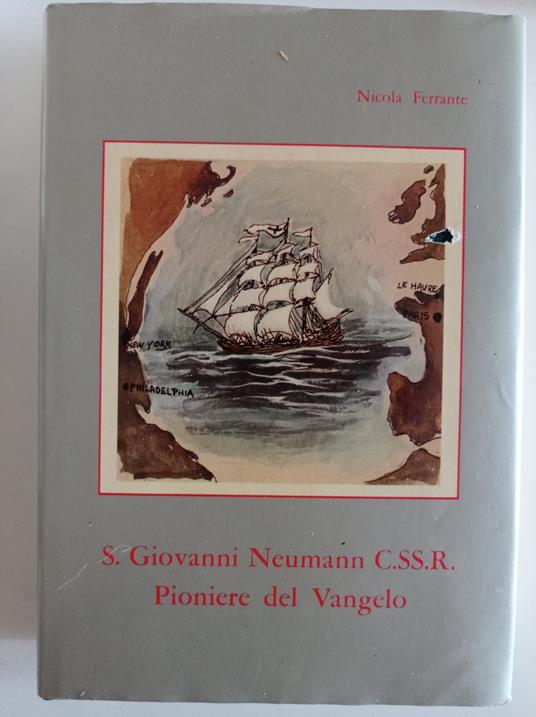 Nicola Ferrante
LE HAVRE
PARIS
NEW YORK
PHILADELPHIA
S. Giovanni Neumann C.SS.R.
Pioniere del Vangelo